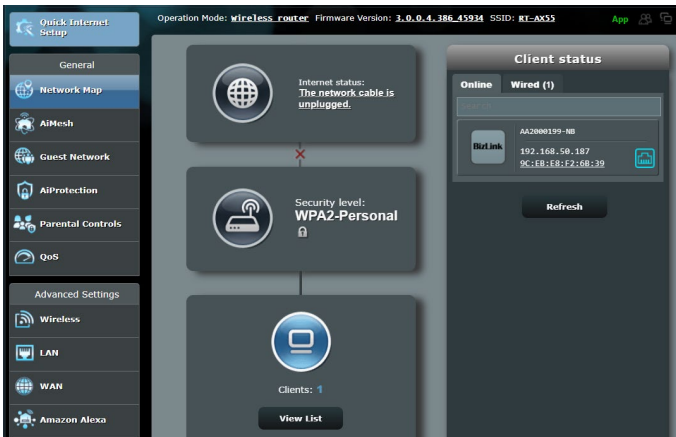 Quick Internet
Setup
Operation Mode: Wireless router Firmware Version: 3.0.0.4.386_45934 SSID: RT-AX55
App
General
Network Map
AiMesh
Guest Network
AiProtection
Parental Controls
QoS
Advanced Settings
Wireless
LAN
WAN
Amazon Alexa
Internet status:
The network cable is
unplugged.
Security level:
WPA2-Personal
Clients: 1
View List
Client status
Online Wired (1)
Search
BizLink
AA2000199-NB
192.168.50.187
9C:EB:E8:F2:6B:39
Refresh